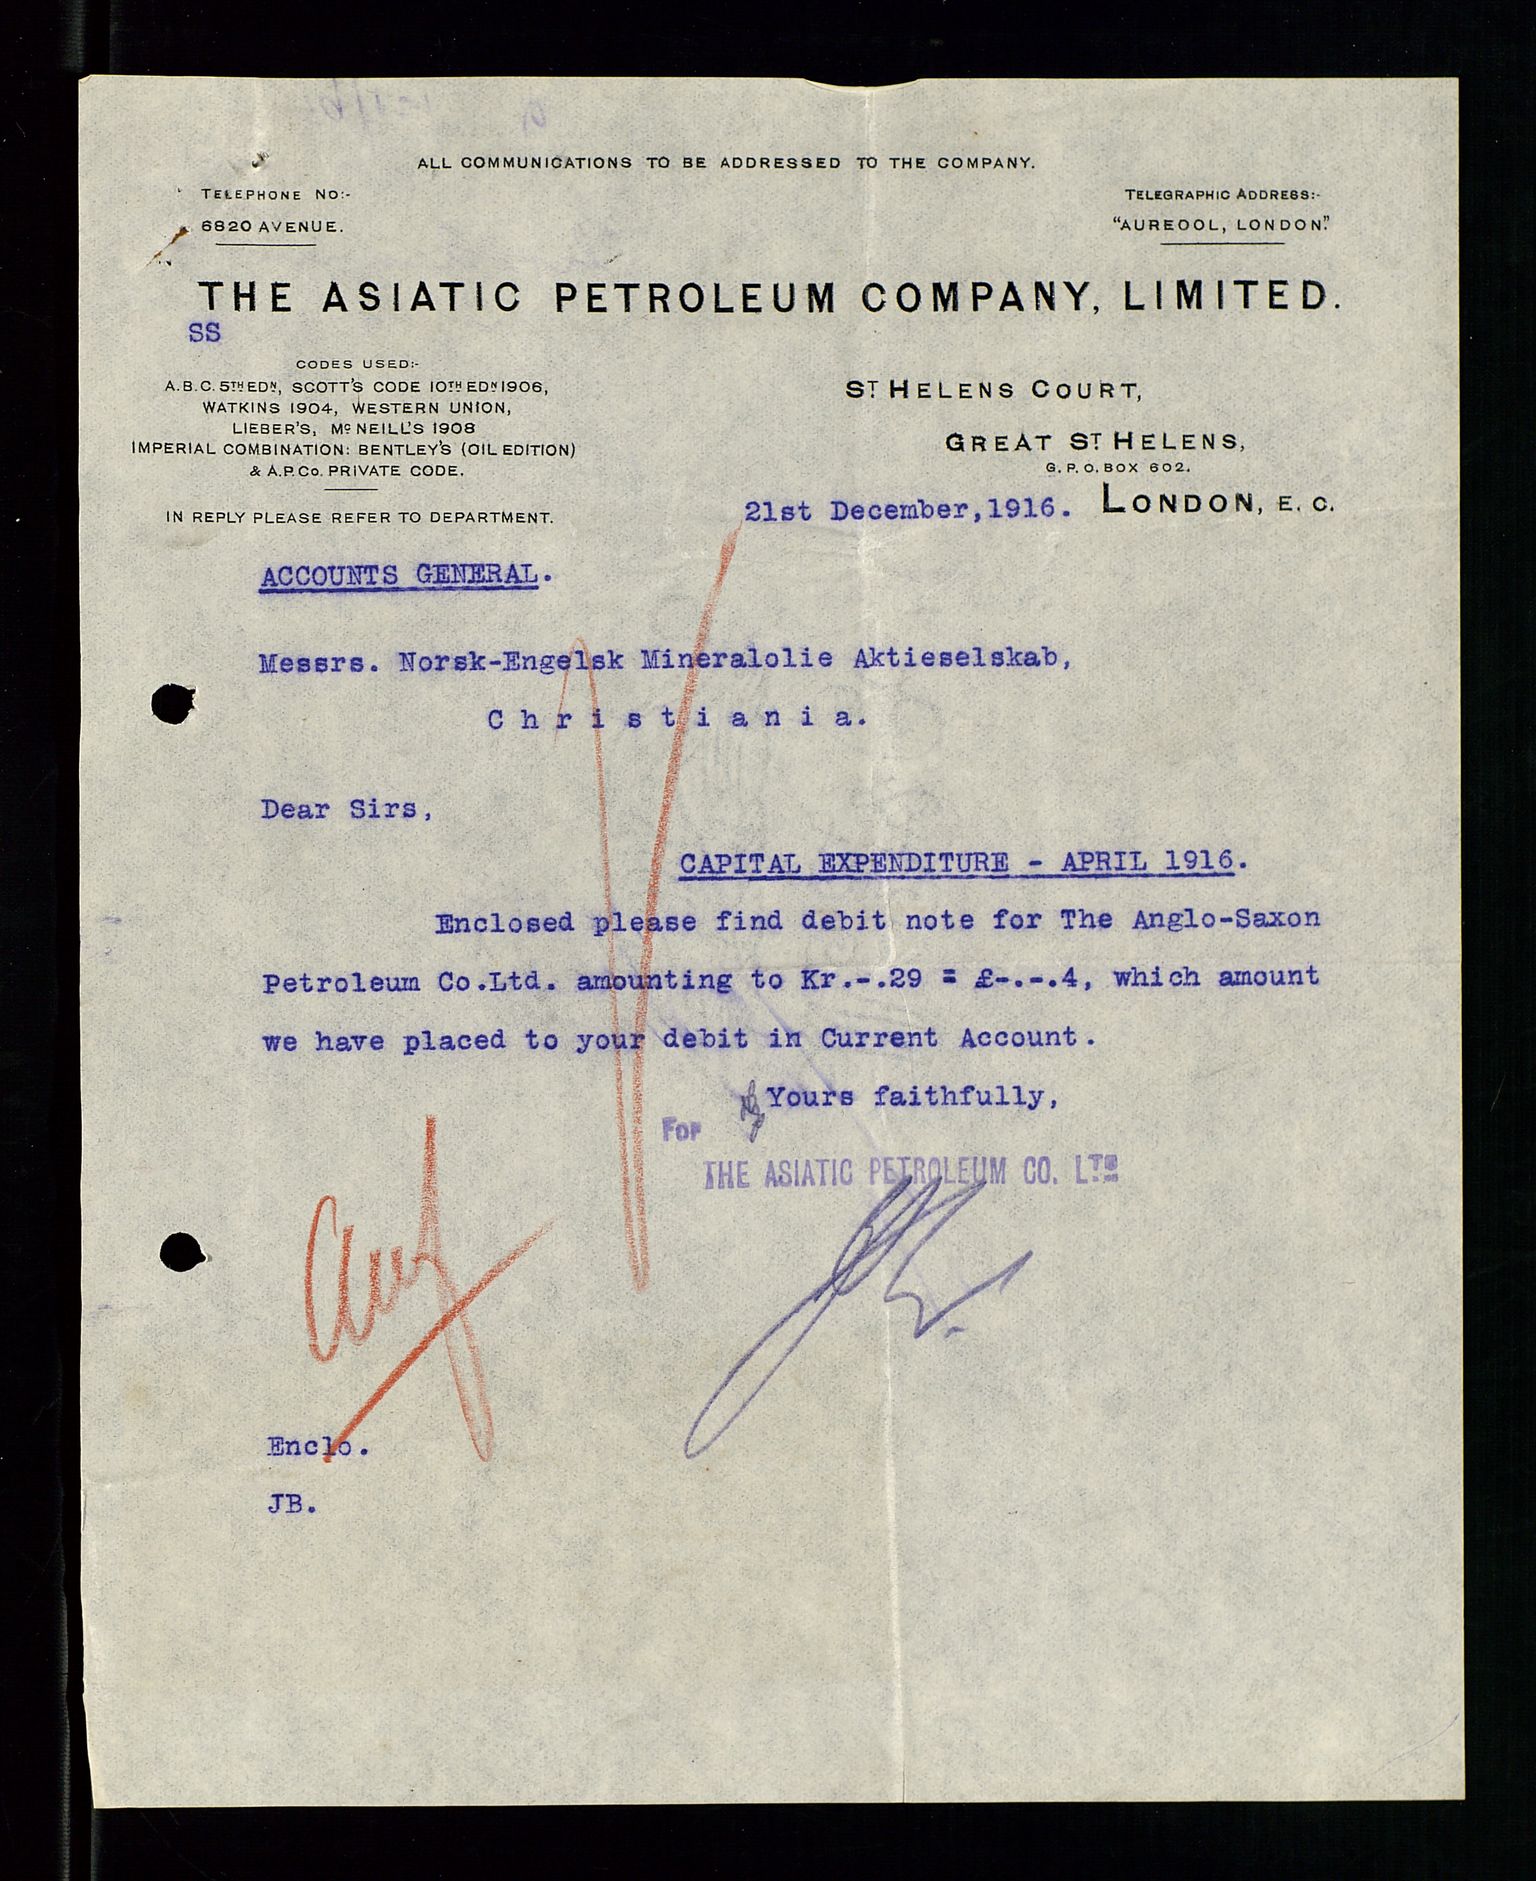 ALL COMMUNICATIONS TO BE ADDRESSED TO THE COMPANY.
TELEPHONE NO:-
6820 AVENUE.
TELEGRAPHIC ADDRESS:-
"AUREOOL, LONDON."
THE ASIATIC PETROLEUM COMPANY, LIMITED.
SS
CODES USED:-
A.B.C. 5TH EDN, SCOTT'S CODE 10TH EDN 1906,
WATKINS 1904, WESTERN UNION,
LIEBER'S, Mc NEILL'S 1908
IMPERIAL COMBINATION: BENTLEY'S (OIL EDITION)
& A.P. Co. PRIVATE CODE.
IN REPLY PLEASE REFER TO DEPARTMENT.
ST HELENS COURT,
GREAT ST HELENS,
G.P.O. BOX 602.
LONDON, E. C.
21st December,1916.
ACCOUNTS GENERAL.
Messrs. Norsk-Engelsk Mineralolie Aktieselskab,
Christiania.
Dear Sirs,
CAPITAL EXPENDITURE - APRIL 1916.
Enclosed please find debit note for The Anglo-Saxon
Petroleum Co.Ltd. amounting to Kr.-.29 = £-.-.4, which amount
we have placed to your debit in Current Account.
Yours faithfully,
For
THE ASIATIC PETROLEUM CO. LTD
Enclo.
JB.